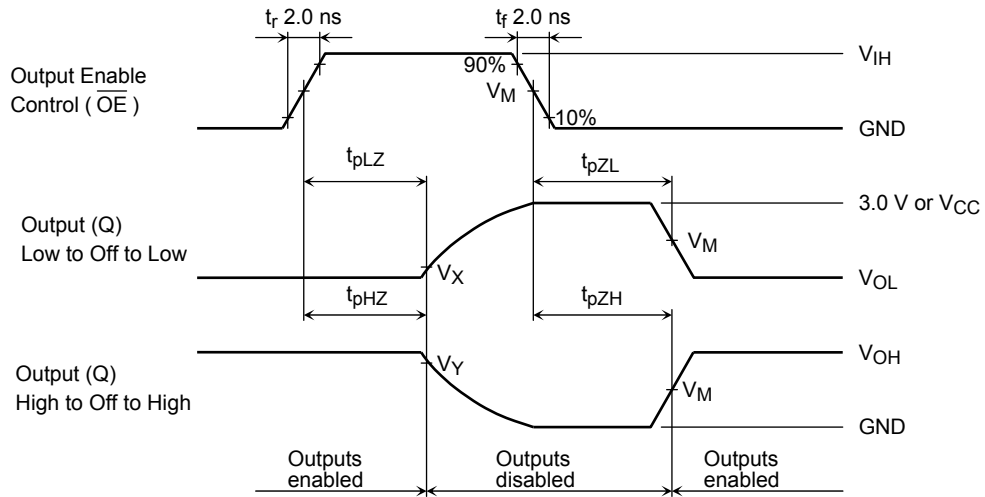 tr 2.0 ns
tf 2.0 ns
Output Enable
Control ( OE )
90%
VM
10%
VIH
GND
tpLZ
tpZL
Output (Q)
Low to Off to Low
VX
VM
3.0 V or VCC
VOL
tpHZ
tpZH
Output (Q)
High to Off to High
VY
VM
VOH
GND
Outputs
enabled
Outputs
disabled
Outputs
enabled